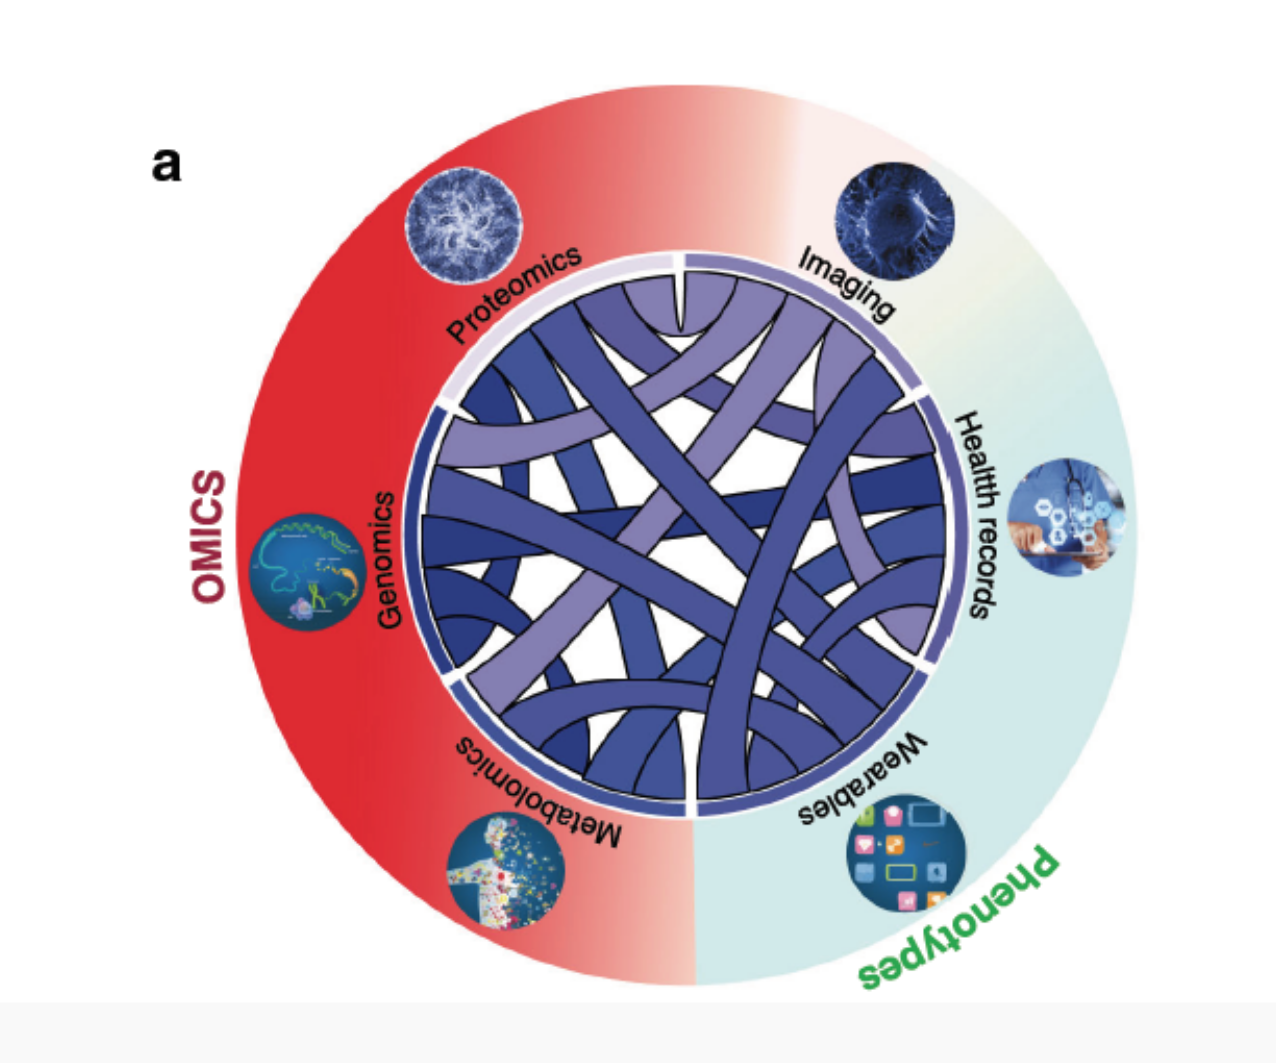 a
Proteomics
Imaging
Health records
OMICS
Genomics
Metabolomics
Wearables
Phenotypes